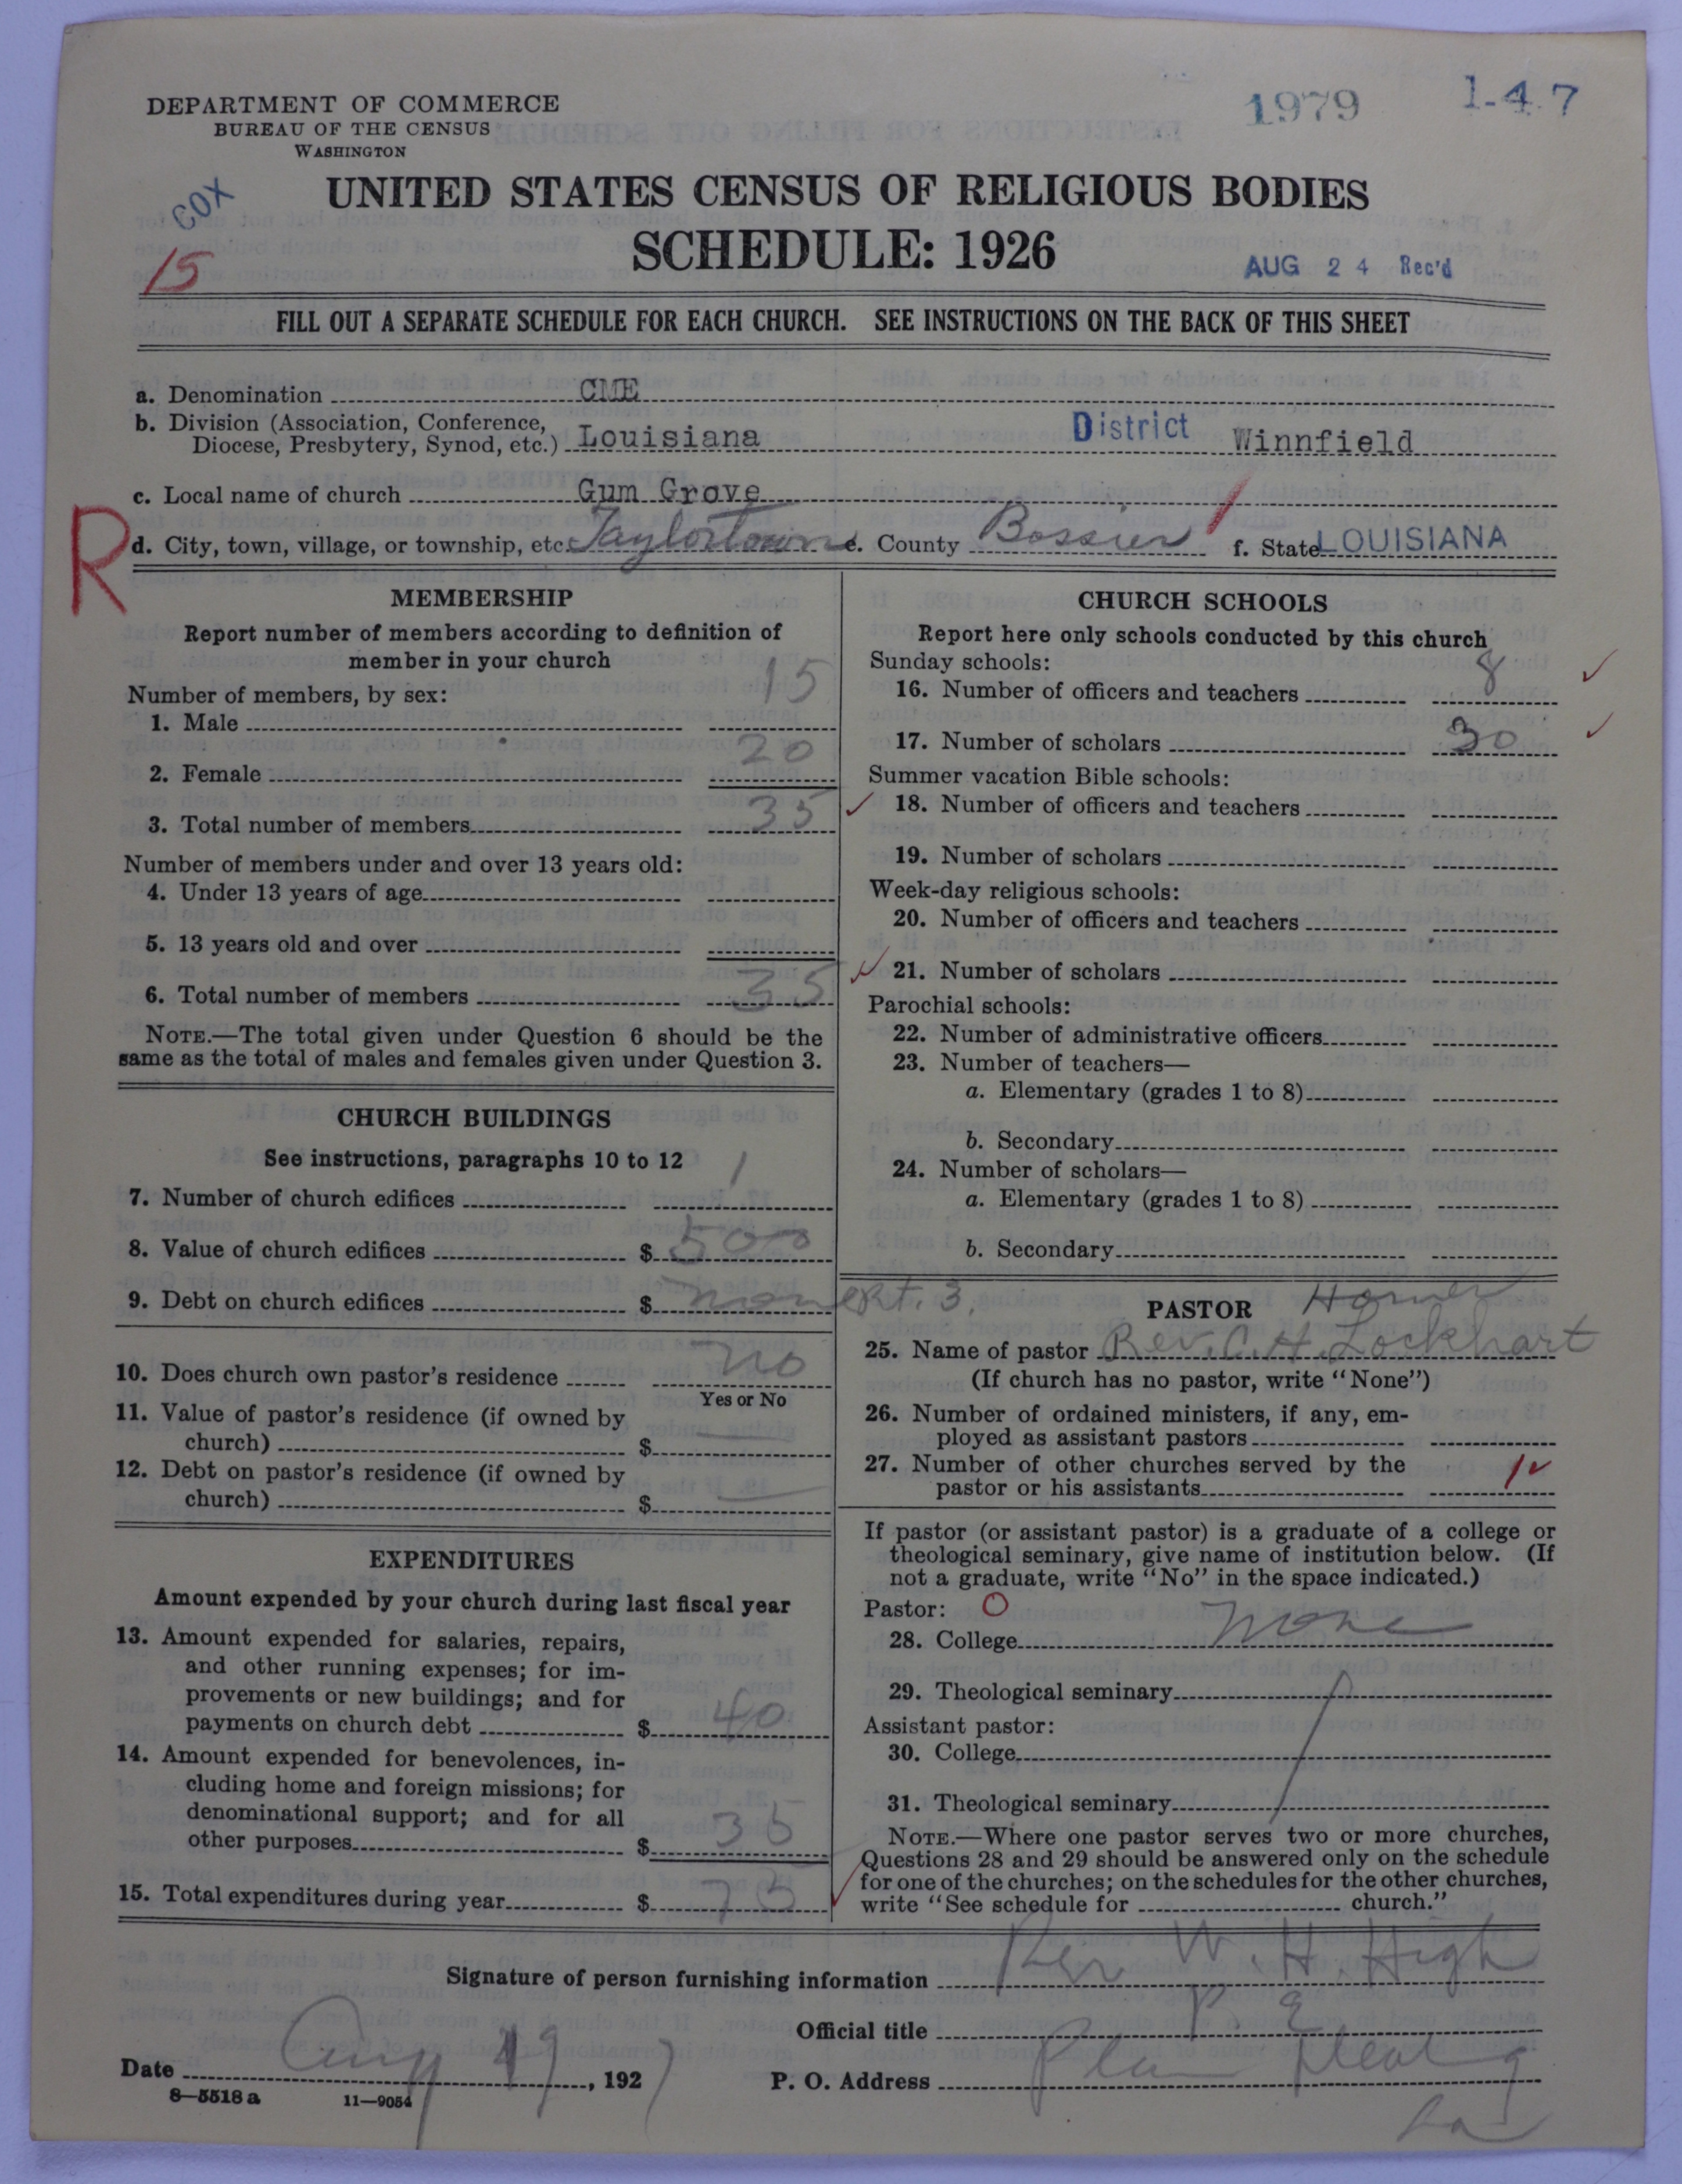 DEPARTMENT OF COMMERCE
BUREAU OF THE CENSUS
WASHINGTON
1979
1-4 7
COX
15
UNITED STATES CENSUS OF RELIGIOUS BODIES
SCHEDULE: 1926
AUG 24 Rec'd
FILL OUT A SEPARATE SCHEDULE FOR EACH CHURCH. SEE INSTRUCTIONS ON THE BACK OF THIS SHEET
a. Denomination CME
b. Division (Association, Conference,
Diocese, Presbytery, Synod, etc.) Louisiana District Winnfield
c. Local name of church Gum Grove
R
d. City, town, village, or township, etc. Taylortown e. County Bossier f. State LOUISIANA
MEMBERSHIP
Report number of members according to definition of
member in your church
Number of members, by sex:
1. Male 15
2. Female 20
3. Total number of members 35
Number of members under and over 13 years old:
4. Under 13 years of age
5. 13 years old and over
6. Total number of members 35
NOTE.—The total given under Question 6 should be the
same as the total of males and females given under Question 3.
CHURCH BUILDINGS
See instructions, paragraphs 10 to 12
7. Number of church edifices 1
8. Value of church edifices $ 500
9. Debt on church edifices $ none
10. Does church own pastor's residence no
Yes or No
11. Value of pastor's residence (if owned by
church) $
12. Debt on pastor's residence (if owned by
church) $
EXPENDITURES
Amount expended by your church during last fiscal year
13. Amount expended for salaries, repairs,
and other running expenses; for im-
provements or new buildings; and for
payments on church debt $ 40
14. Amount expended for benevolences, in-
cluding home and foreign missions; for
denominational support; and for all
other purposes $ 35
15. Total expenditures during year $ 75
CHURCH SCHOOLS
Report here only schools conducted by this church
Sunday schools:
16. Number of officers and teachers 8
17. Number of scholars 30
Summer vacation Bible schools:
18. Number of officers and teachers
19. Number of scholars
Week-day religious schools:
20. Number of officers and teachers
21. Number of scholars
Parochial schools:
22. Number of administrative officers
23. Number of teachers—
a. Elementary (grades 1 to 8)
b. Secondary
24. Number of scholars—
a. Elementary (grades 1 to 8)
b. Secondary
Rt. 3, PASTOR Homer
25. Name of pastor Rev. C. H. Lockhart
(If church has no pastor, write "None")
26. Number of ordained ministers, if any, em-
ployed as assistant pastors
27. Number of other churches served by the
pastor or his assistants 1
If pastor (or assistant pastor) is a graduate of a college or
theological seminary, give name of institution below. (If
not a graduate, write "No" in the space indicated.)
Pastor: O
28. College None
29. Theological seminary
Assistant pastor:
30. College
31. Theological seminary
NOTE.—Where one pastor serves two or more churches,
Questions 28 and 29 should be answered only on the schedule
for one of the churches; on the schedules for the other churches,
write "See schedule for church."
Signature of person furnishing information Rev W. H. High
Official title P. E
Date Aug 19, 1927
P. O. Address Plain Dealing
La
8—5518 a 11—9054